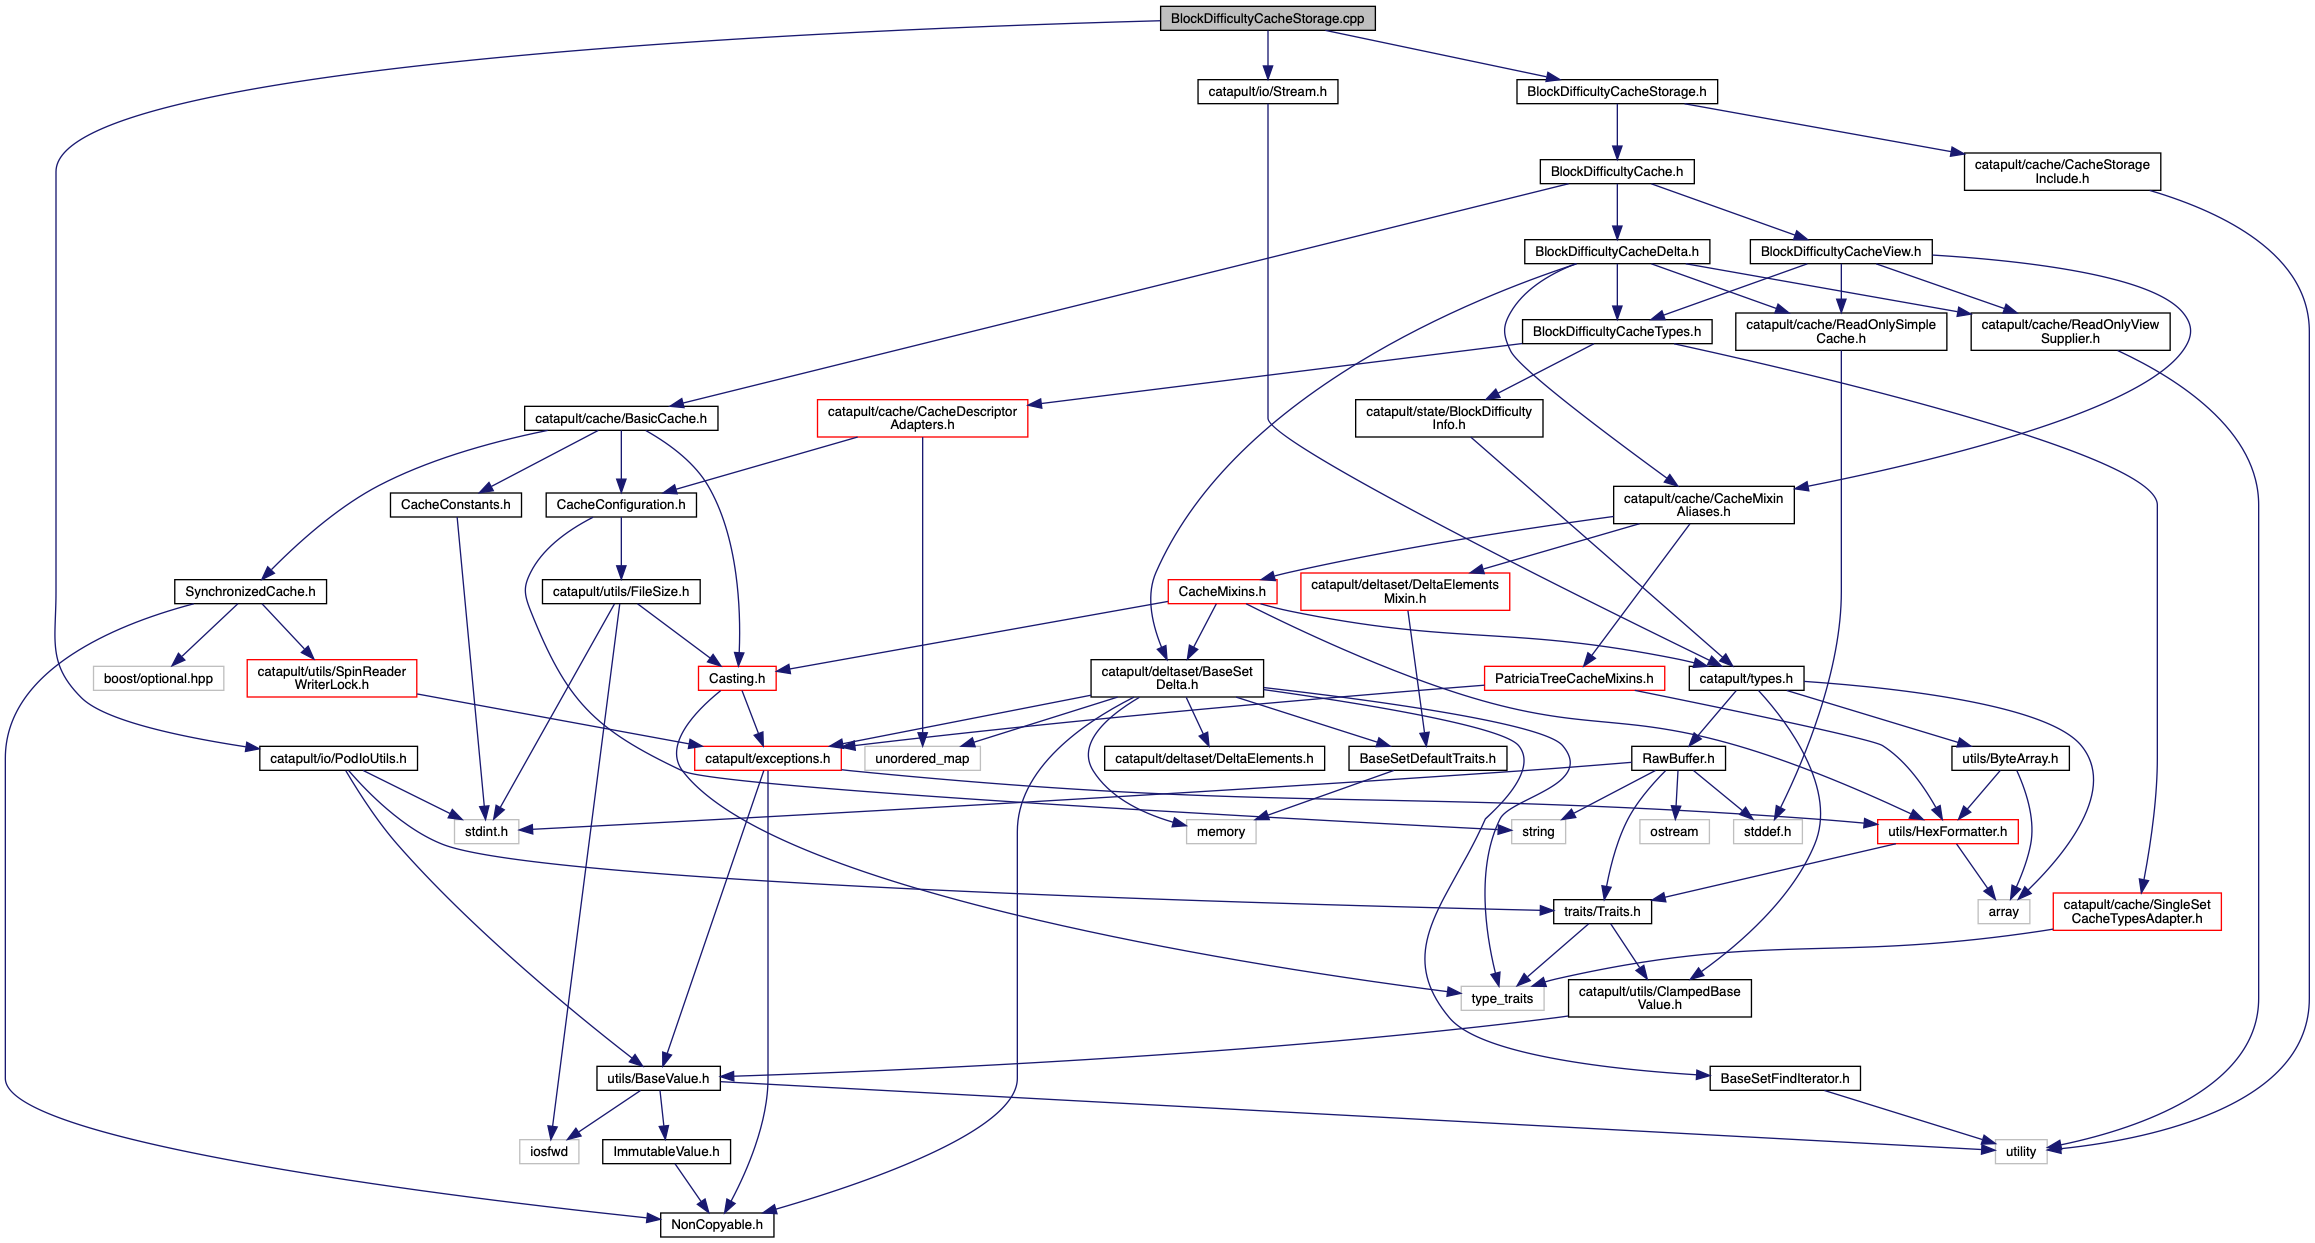 BlockDifficultyCacheStorage.cpp
catapult/io/Stream.h
BlockDifficultyCacheStorage.h
BlockDifficultyCache.h
catapult/cache/CacheStorage
Include.h
BlockDifficultyCacheDelta.h
BlockDifficultyCacheView.h
BlockDifficultyCacheTypes.h
catapult/cache/ReadOnlySimple
Cache.h
catapult/cache/ReadOnlyView
Supplier.h
catapult/cache/BasicCache.h
catapult/cache/CacheDescriptor
Adapters.h
catapult/state/BlockDifficulty
Info.h
CacheConstants.h
CacheConfiguration.h
catapult/cache/CacheMixin
Aliases.h
SynchronizedCache.h
catapult/utils/FileSize.h
CacheMixins.h
catapult/deltaset/DeltaElements
Mixin.h
boost/optional.hpp
catapult/utils/SpinReader
WriterLock.h
Casting.h
catapult/deltaset/BaseSet
Delta.h
PatriciaTreeCacheMixins.h
catapult/types.h
catapult/io/PodIoUtils.h
catapult/exceptions.h
unordered_map
catapult/deltaset/DeltaElements.h
BaseSetDefaultTraits.h
RawBuffer.h
utils/ByteArray.h
stdint.h
memory
string
ostream
stddef.h
utils/HexFormatter.h
traits/Traits.h
array
catapult/cache/SingleSet
CacheTypesAdapter.h
type_traits
catapult/utils/ClampedBase
Value.h
utils/BaseValue.h
BaseSetFindIterator.h
iosfwd
ImmutableValue.h
utility
NonCopyable.h